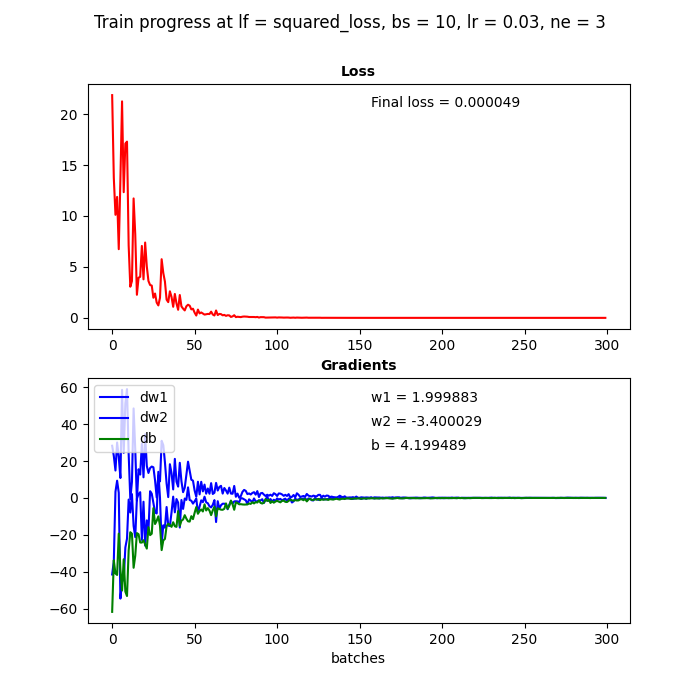 Train progress at lf = squared_loss, bs = 10, lr = 0.03, ne = 3
Loss
Final loss = 0.000049
20
15
10
5
0
0 50 100 150 200 250 300
Gradients
60
40
20
0
−20
−40
−60
dw1
dw2
db
w1 = 1.999883
w2 = -3.400029
b = 4.199489
0 50 100 150 200 250 300
batches